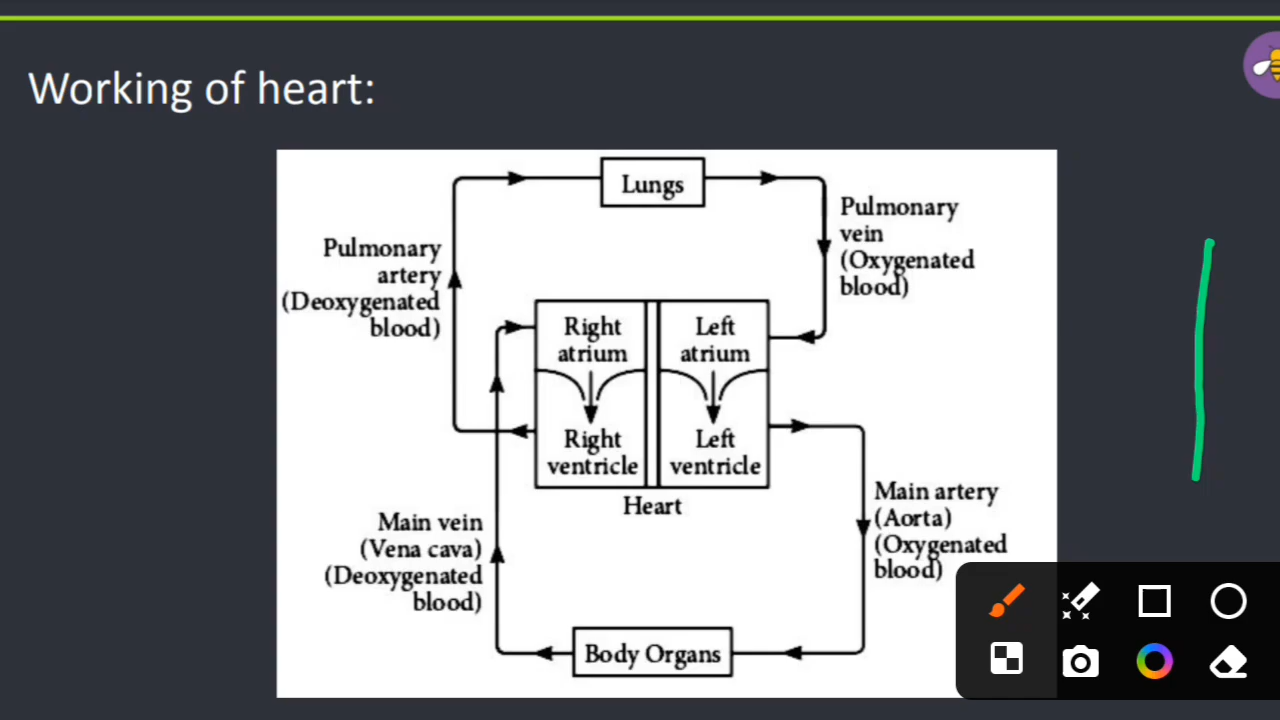 Working of heart:
Lungs
Pulmonary
vein
(Oxygenated
blood)
Pulmonary
artery
(Deoxygenated
blood)
Right
atrium
Left
atrium
Right
ventricle
Left
ventricle
Heart
Main artery
(Aorta)
(Oxygenated
blood)
Main vein
(Vena cava)
(Deoxygenated
blood)
Body Organs